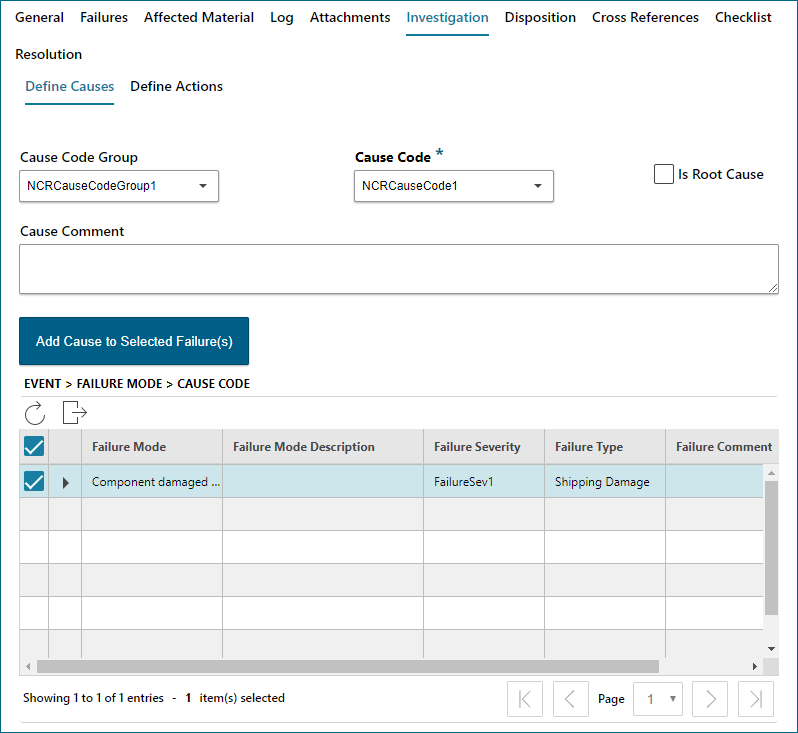 General Failures Affected Material Log Attachments Investigation Disposition Cross References Checklist
Resolution
Define Causes Define Actions
Cause Code Group Cause Code *
NCRCauseCodeGroup1 NCRCauseCode1 Is Root Cause
Cause Comment
Add Cause to Selected Failure(s)
EVENT > FAILURE MODE > CAUSE CODE
Failure Mode Failure Mode Description Failure Severity Failure Type Failure Comment
Component damaged ... FailureSev1 Shipping Damage
Showing 1 to 1 of 1 entries - 1 item(s) selected Page 1